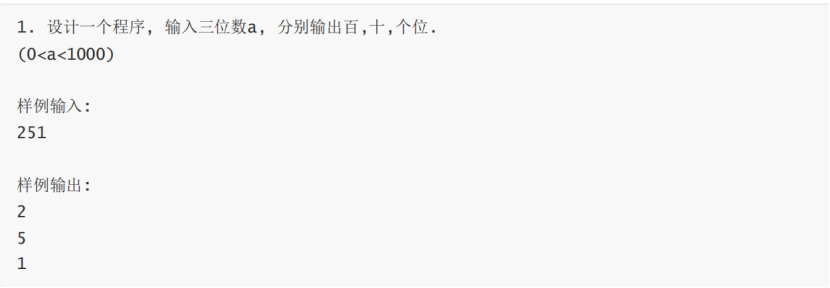 1. 设计一个程序, 输入三位数a, 分别输出百,十,个位.
(0<a<1000)
样例输入:
251
样例输出:
2
5
1